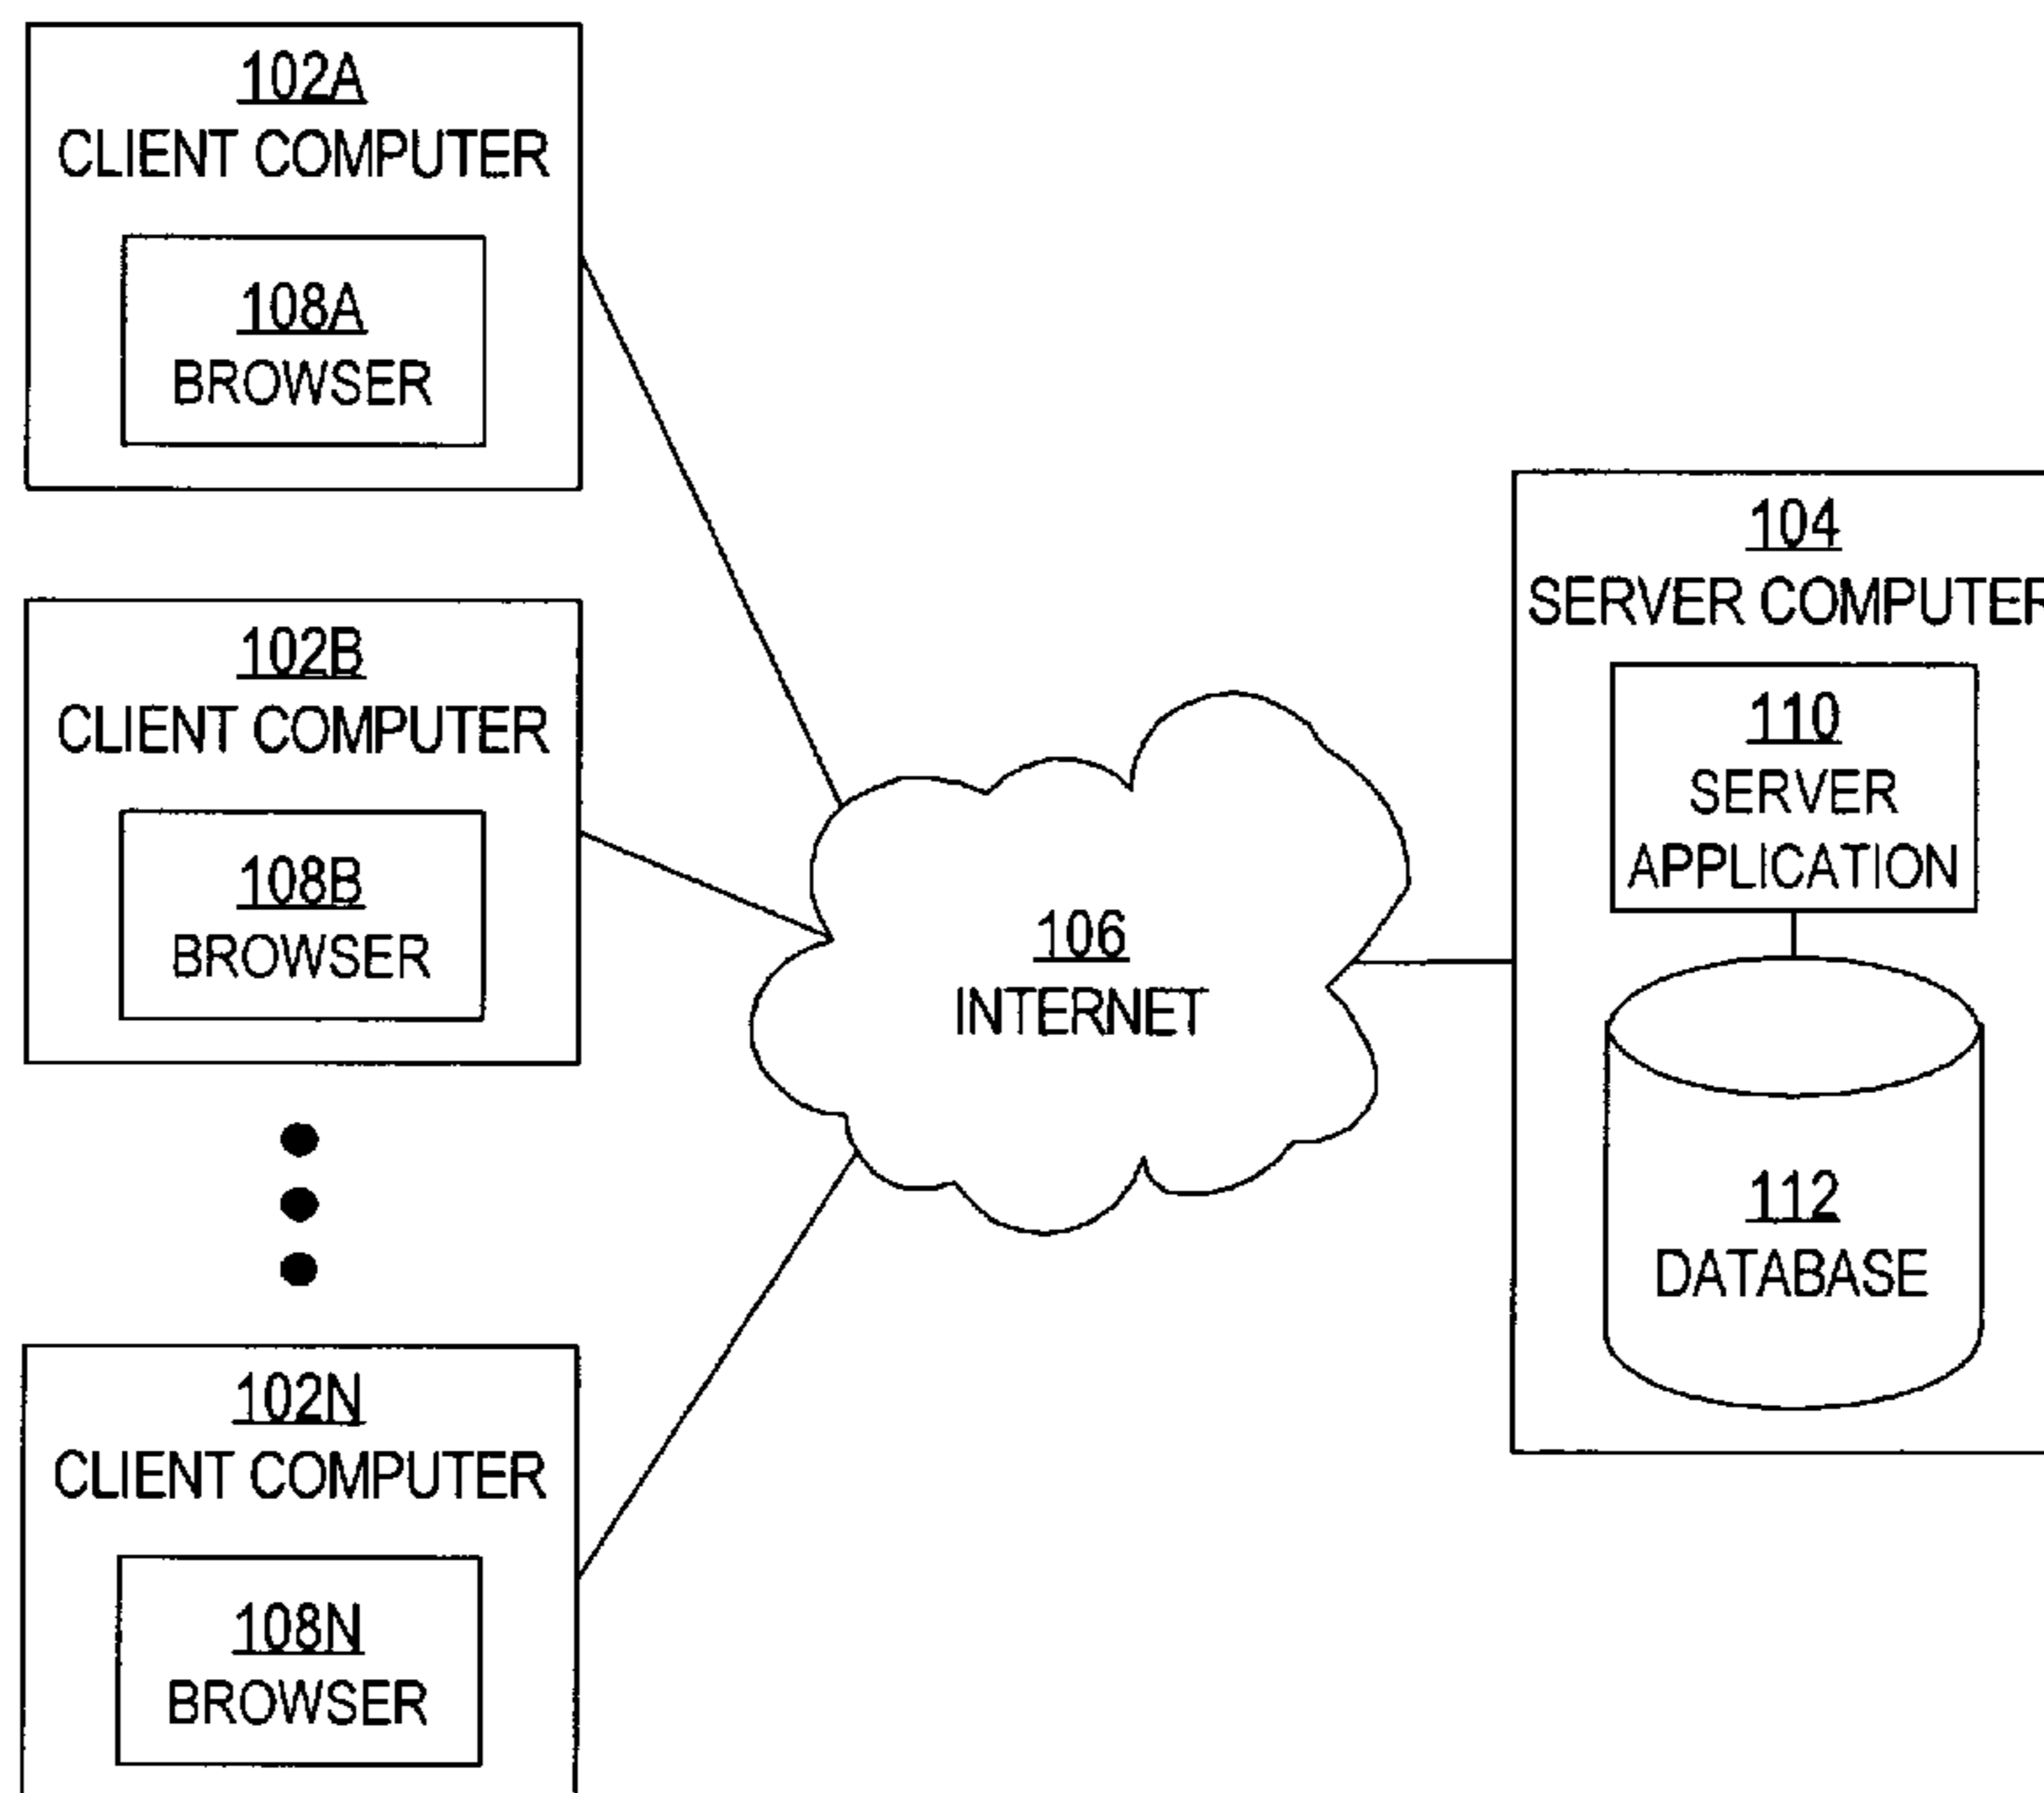 102A
CLIENT COMPUTER
108A
BROWSER
102B
CLIENT COMPUTER
108B
BROWSER
102N
CLIENT COMPUTER
108N
BROWSER
106
INTERNET
104
SERVER COMPUTER
110
SERVER
APPLICATION
112
DATABASE